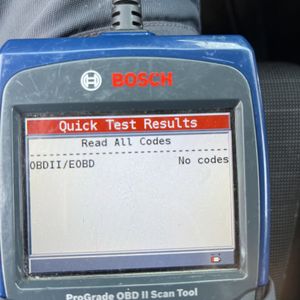 BOSCH
Quick Test Results
Read All Codes
OBDII/EOBD No codes
ProGrade OBD II Scan Tool